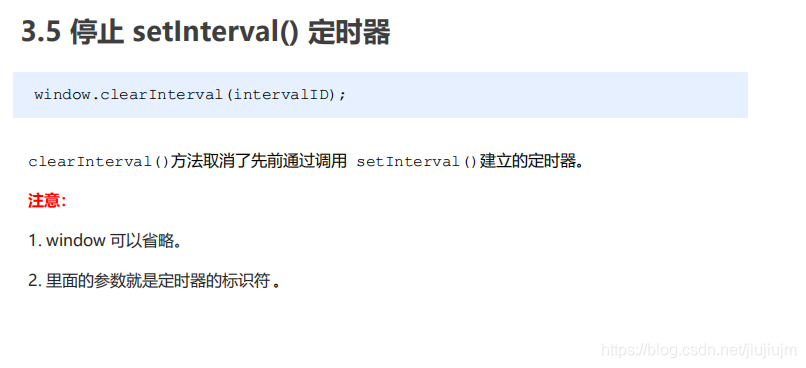 3.5 停止 setInterval() 定时器
window.clearInterval(intervalID);
clearInterval()方法取消了先前通过调用 setInterval()建立的定时器。
注意：
1. window 可以省略。
2. 里面的参数就是定时器的标识符 。
https://blog.csdn.net/jiujiujm